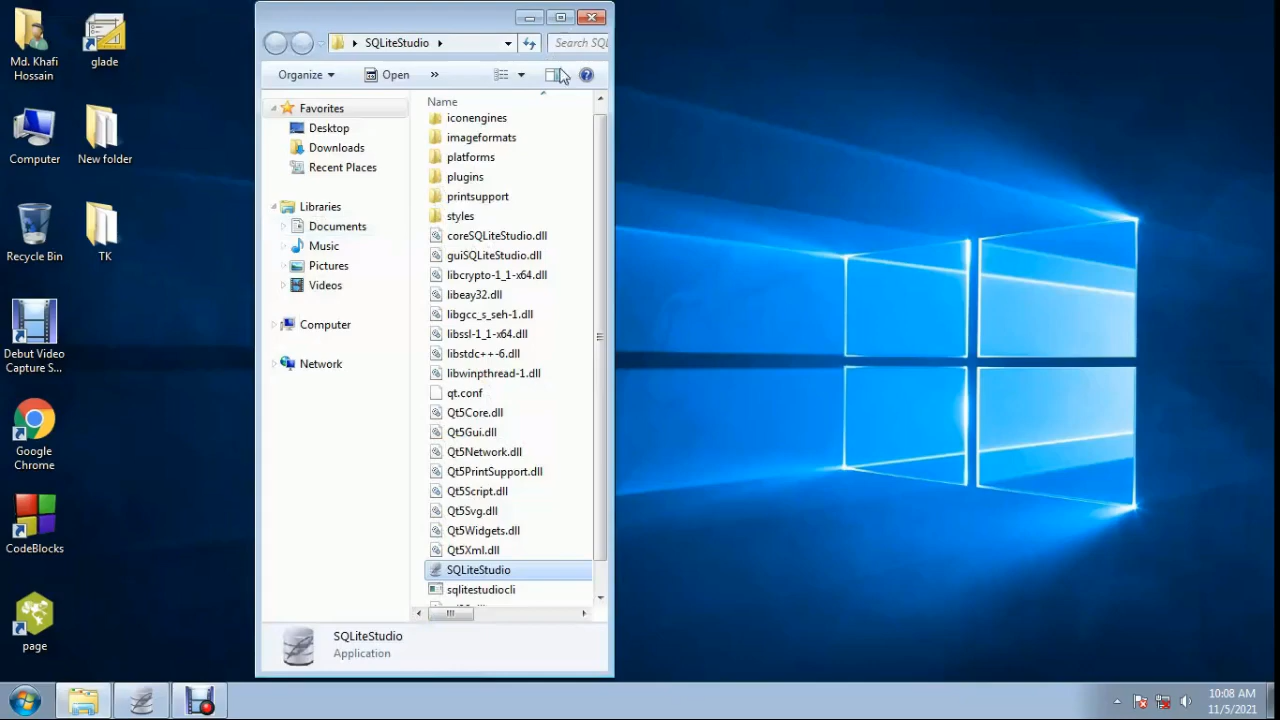 Md. Khafi
Hossain
glade
Computer
New folder
Recycle Bin
TK
Debut Video
Capture S...
Google
Chrome
CodeBlocks
page
SQLiteStudio
Search SQL
Organize
Open
»
Favorites
Desktop
Downloads
Recent Places
Libraries
Documents
Music
Pictures
Videos
Computer
Network
Name
iconengines
imageformats
platforms
plugins
printsupport
styles
coreSQLiteStudio.dll
guiSQLiteStudio.dll
libcrypto-1_1-x64.dll
libeay32.dll
libgcc_s_seh-1.dll
libssl-1_1-x64.dll
libstdc++-6.dll
libwinpthread-1.dll
qt.conf
Qt5Core.dll
Qt5Gui.dll
Qt5Network.dll
Qt5PrintSupport.dll
Qt5Script.dll
Qt5Svg.dll
Qt5Widgets.dll
Qt5Xml.dll
SQLiteStudio
sqlitestudiocli
SQLiteStudio
Application
10:08 AM
11/5/2021